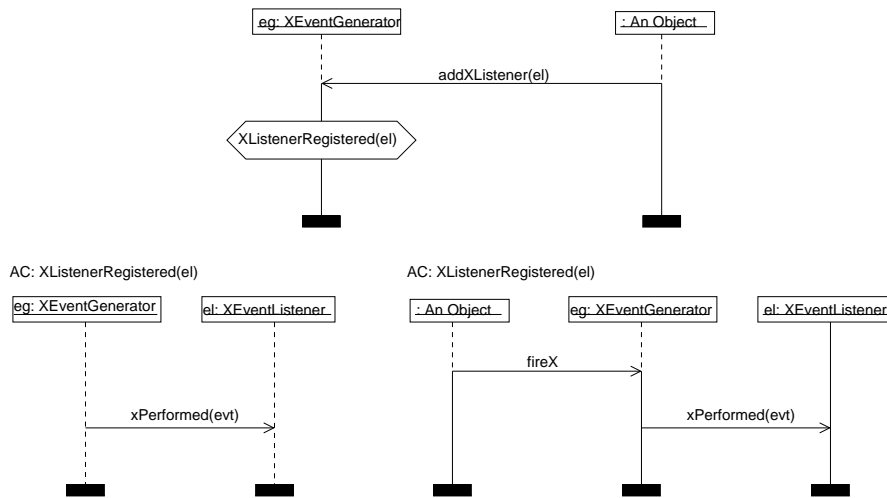 eg: XEventGenerator
: An Object
addXListener(el)
XListenerRegistered(el)
AC: XListenerRegistered(el)
AC: XListenerRegistered(el)
eg: XEventGenerator
el: XEventListener
: An Object
eg: XEventGenerator
el: XEventListener
fireX
xPerformed(evt)
xPerformed(evt)